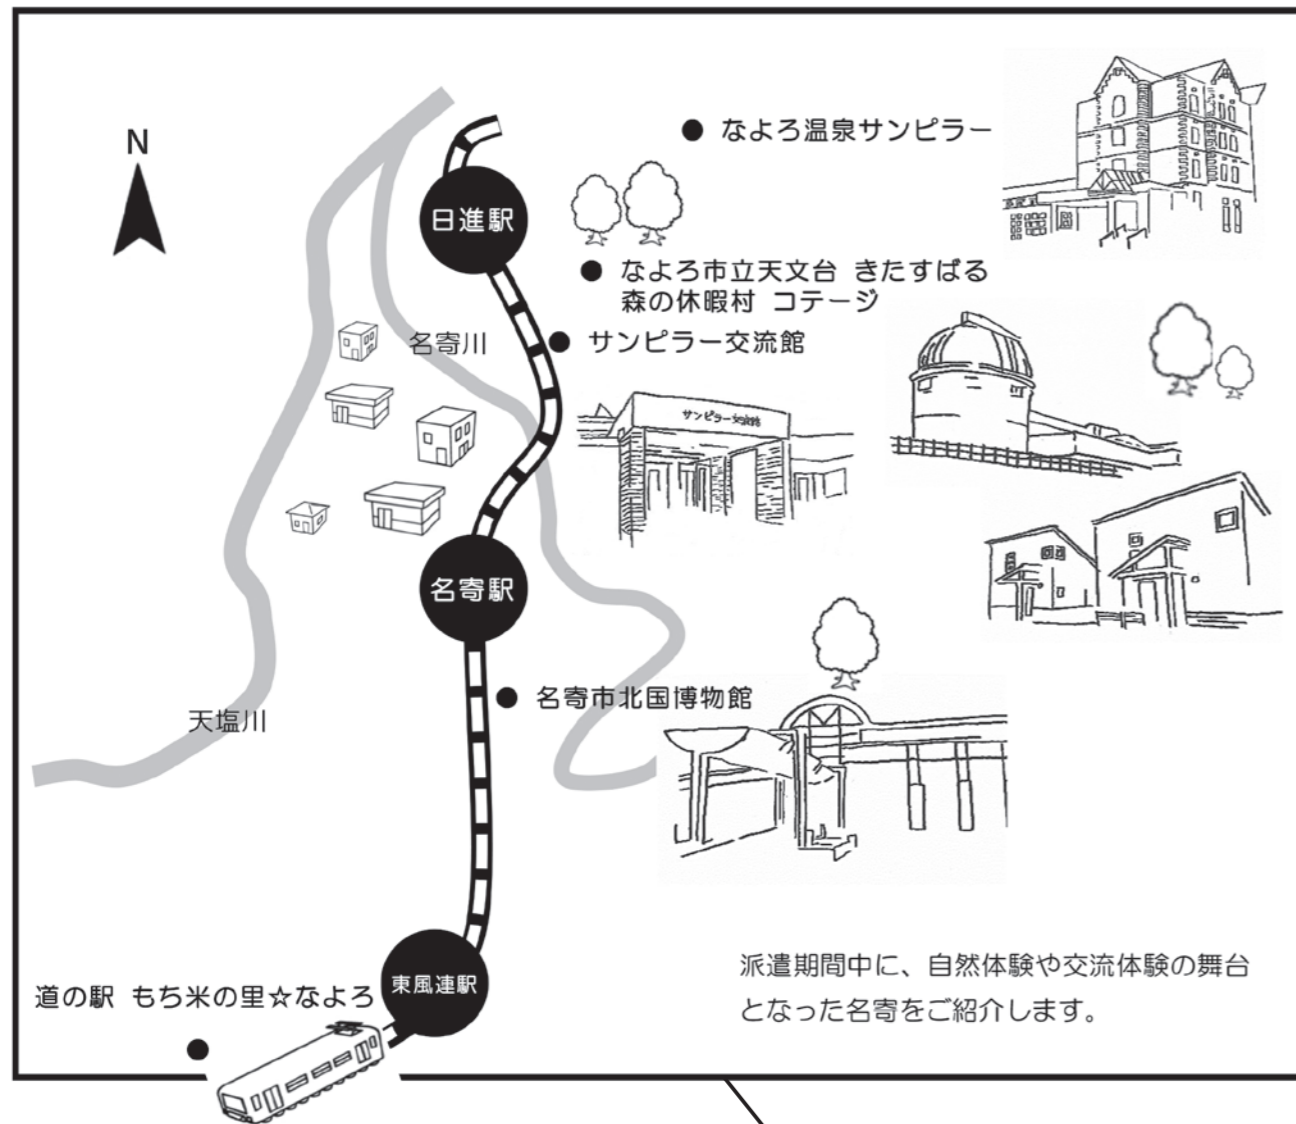 N
なよろ温泉サンピラー
日進駅
なよろ市立天文台 きたすばる
森の休暇村 コテージ
名寄川
サンピラー交流館
サンピラー交流館
名寄駅
名寄市北国博物館
天塩川
東風連駅
道の駅 もち米の里☆なよろ
派遣期間中に、自然体験や交流体験の舞台
となった名寄をご紹介します。